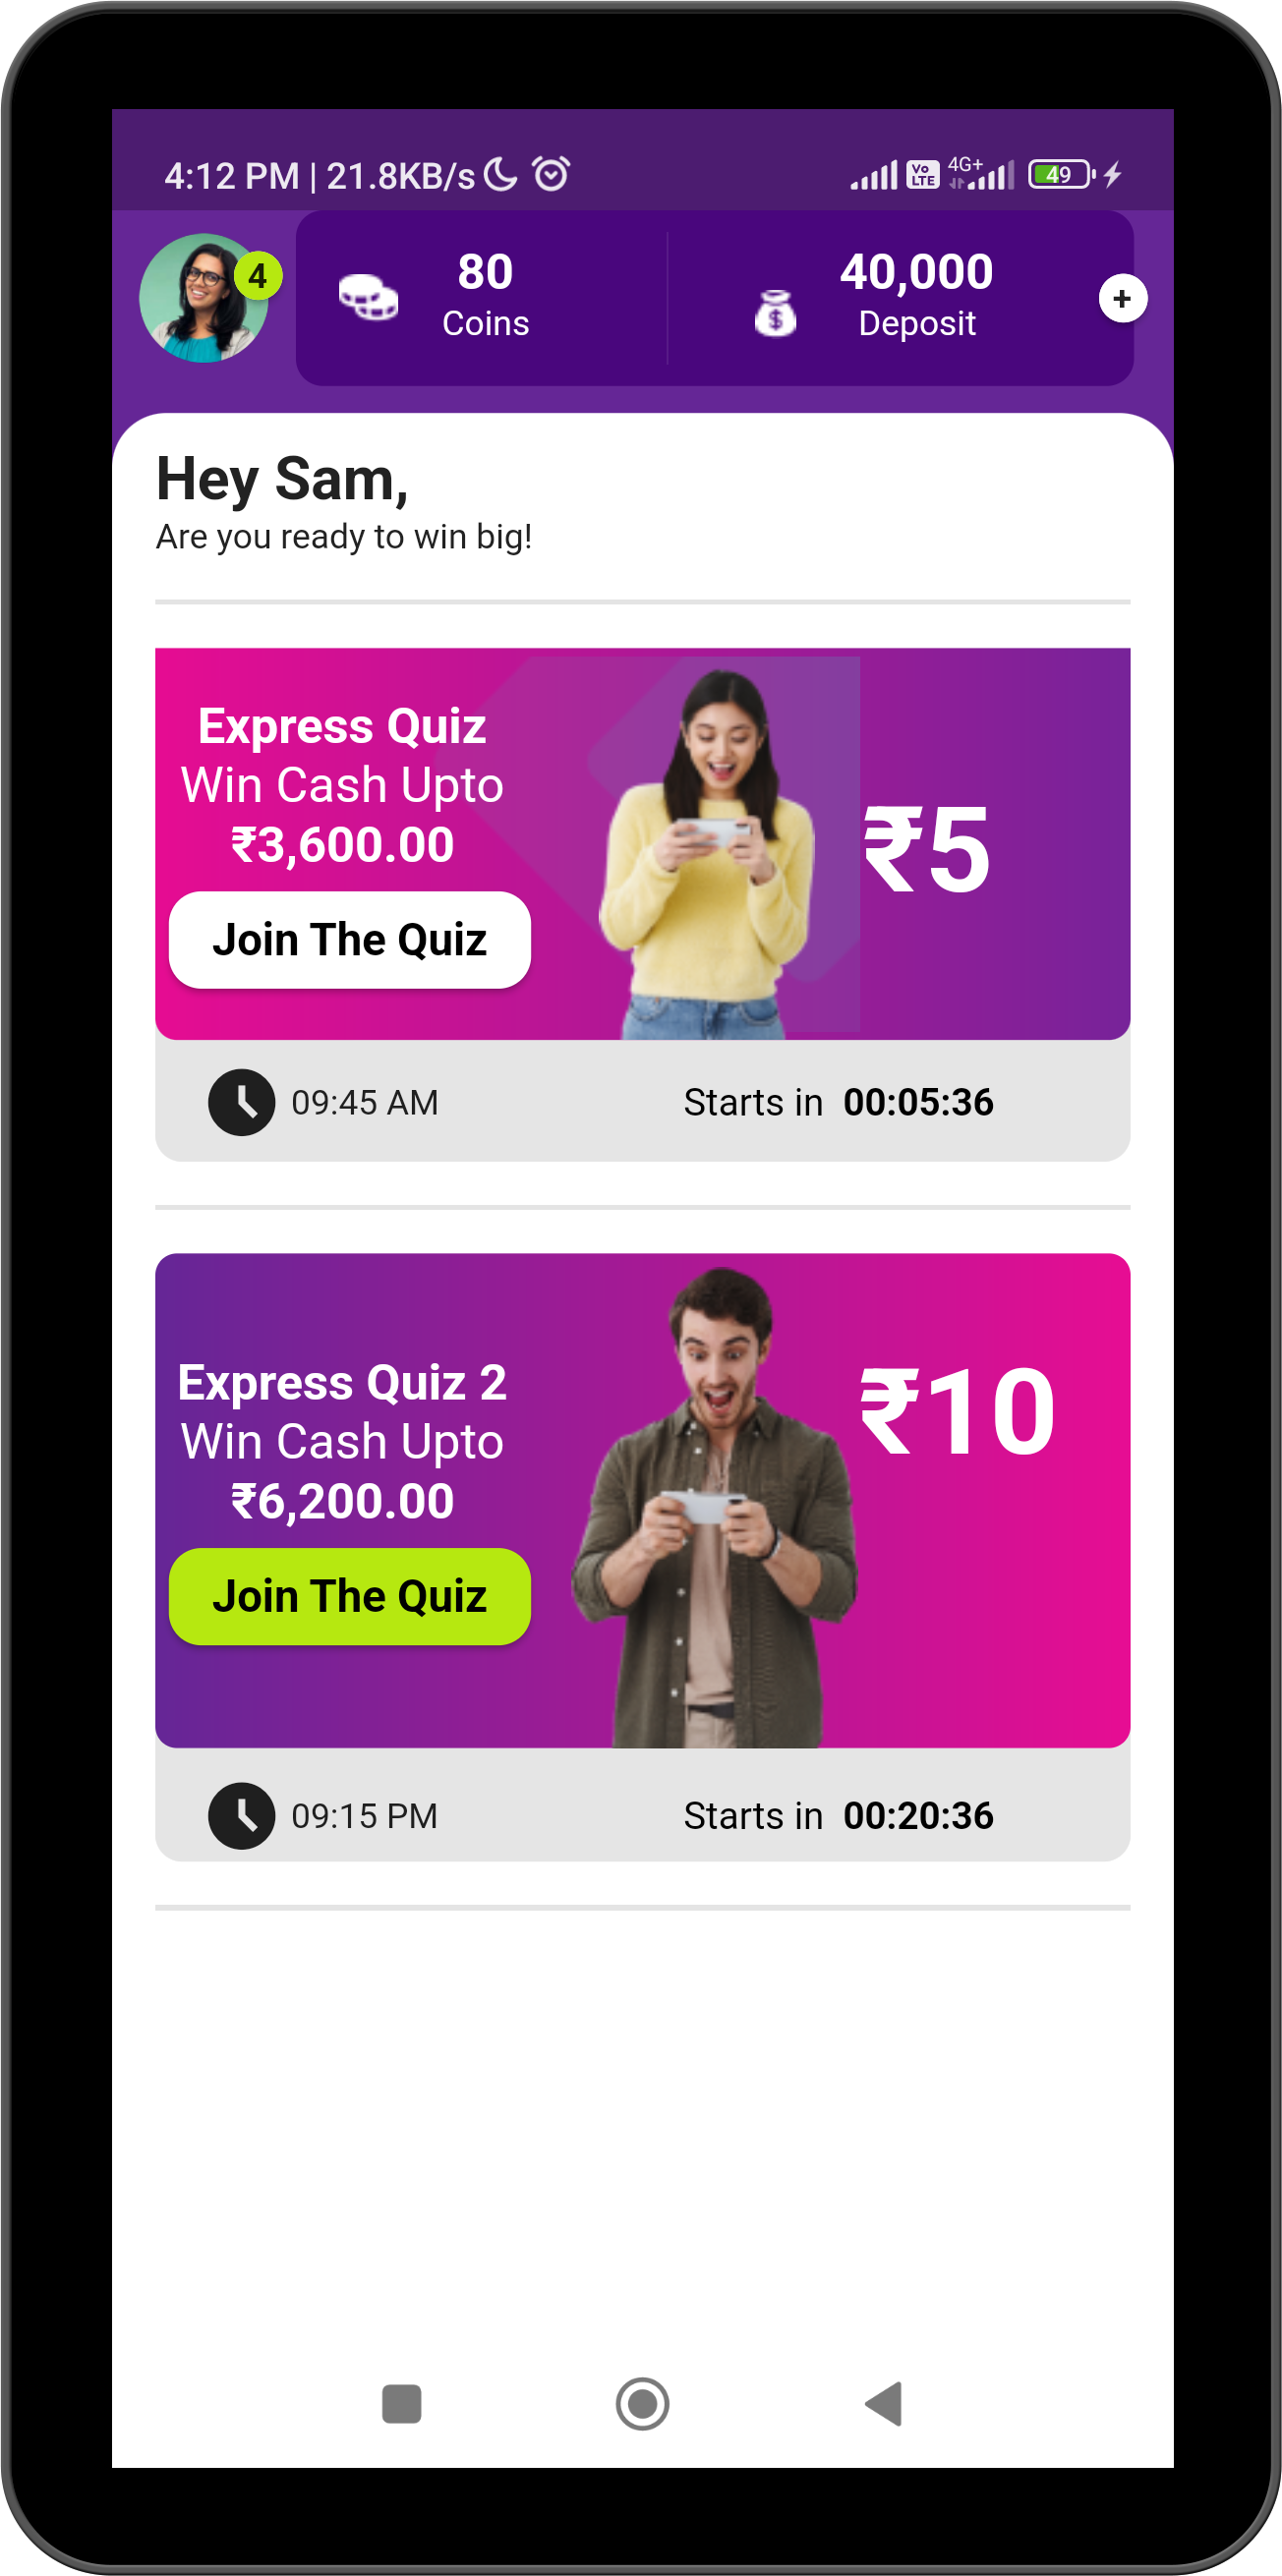 4:12 PM | 21.8KB/s
Vo
LTE
4G+
49
4
80
Coins
$
40,000
Deposit
+
Hey Sam,
Are you ready to win big!
Express Quiz
Win Cash Upto
₹3,600.00
Join The Quiz
₹5
09:45 AM
Starts in 00:05:36
Express Quiz 2
Win Cash Upto
₹6,200.00
Join The Quiz
₹10
09:15 PM
Starts in 00:20:36